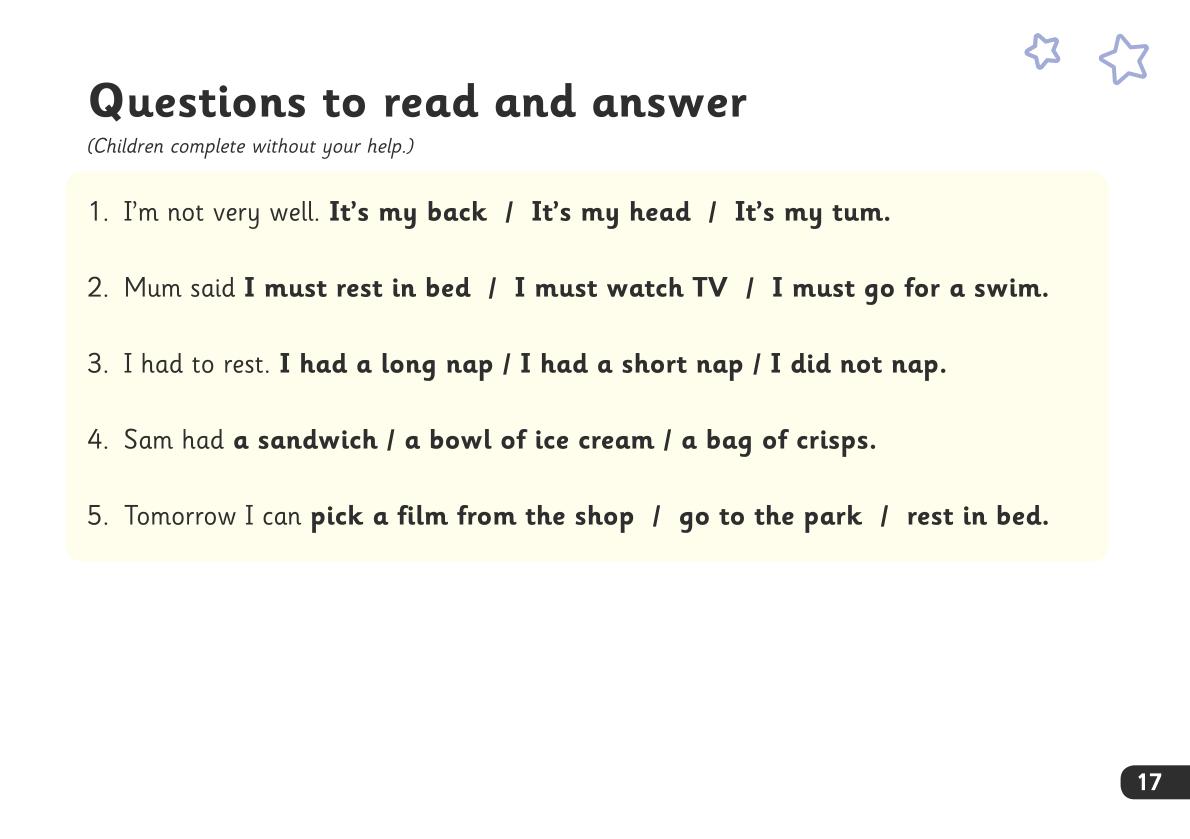 Questions to read and answer
(Children complete without your help.)
1. I’m not very well. It’s my back / It’s my head / It’s my tum.
2. Mum said I must rest in bed / I must watch TV / I must go for a swim.
3. I had to rest. I had a long nap / I had a short nap / I did not nap.
4. Sam had a sandwich / a bowl of ice cream / a bag of crisps.
5. Tomorrow I can pick a film from the shop / go to the park / rest in bed.
17